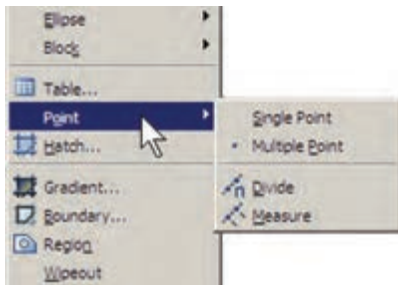 Ellipse
Block
Table...
Point
Hatch...
Gradient...
Boundary...
Region
Wipeout
Single Point
Multiple Point
Divide
Measure